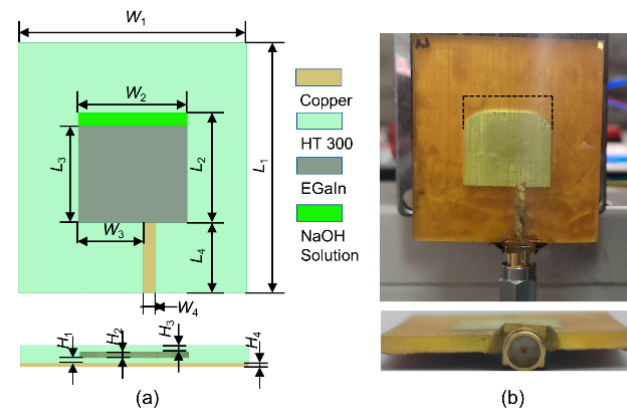 W1
W2
L3
L2
L1
W3
L4
W4
H1
H2
H3
H4
Copper
HT 300
EGaIn
NaOH
Solution
(a)
(b)